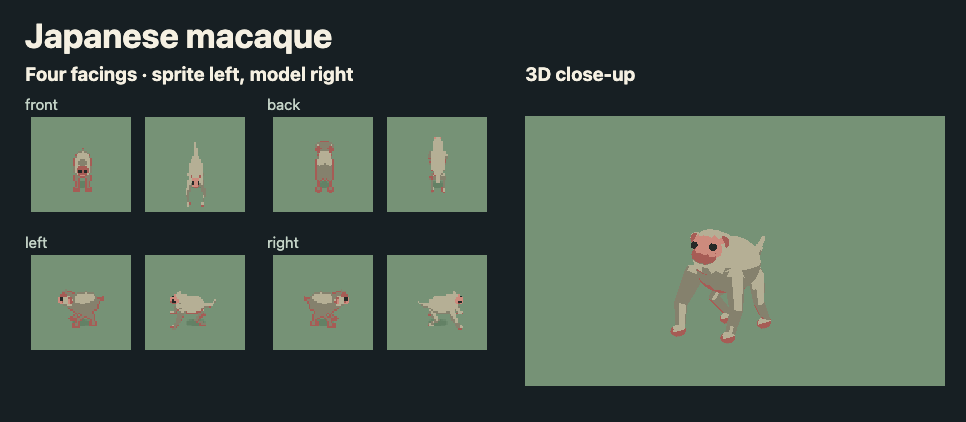 Japanese macaque
Four facings · sprite left, model right
3D close-up
front
back
left
right